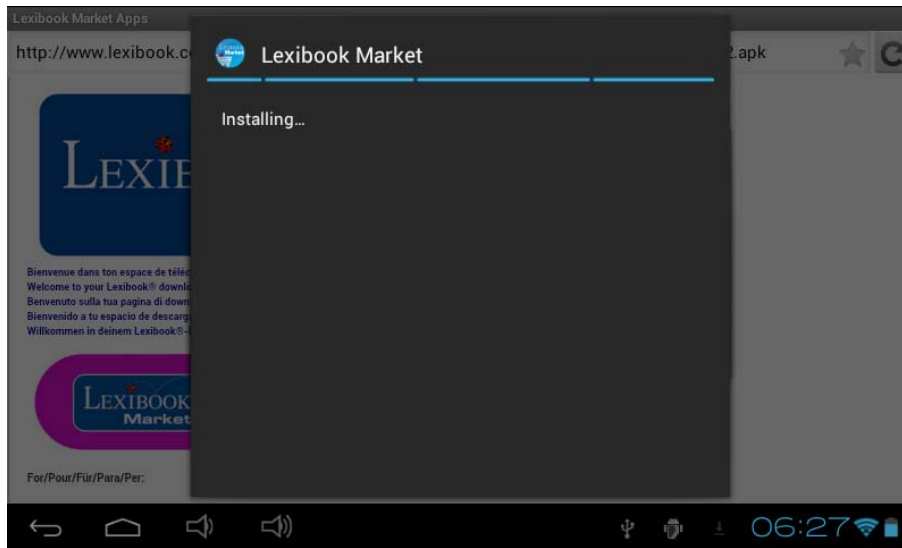 Lexibook Market Apps
http://www.lexibook.c
2.apk
Lexibook Market
Installing...
LEXIB
Bienvenue dans ton espace de télé
Welcome to your Lexibook® downl
Benvenuto sulla tua pagina di down
Bienvenido a tu espacio de descarg
Willkommen in deinem Lexibook®-
LEXIBOOK
Market
For/Pour/Für/Para/Per:
06:27